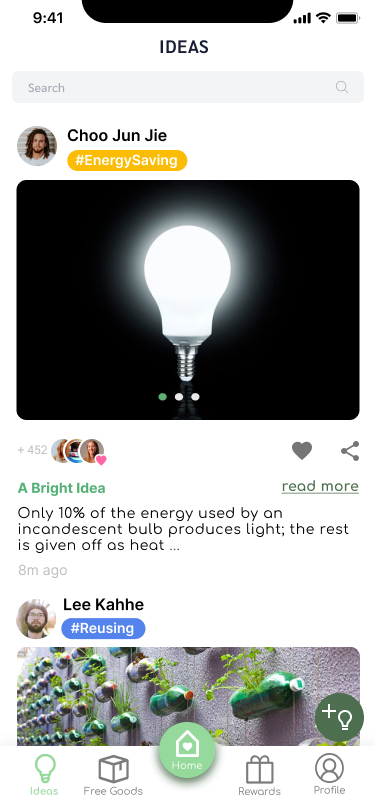 9:41
IDEAS
Search
Choo Jun Jie
#EnergySaving
+ 452
A Bright Idea
read more
Only 10% of the energy used by an
incandescent bulb produces light; the rest
is given off as heat ...
8m ago
Lee Kahhe
#Reusing
Ideas
Free Goods
Home
Rewards
Profile